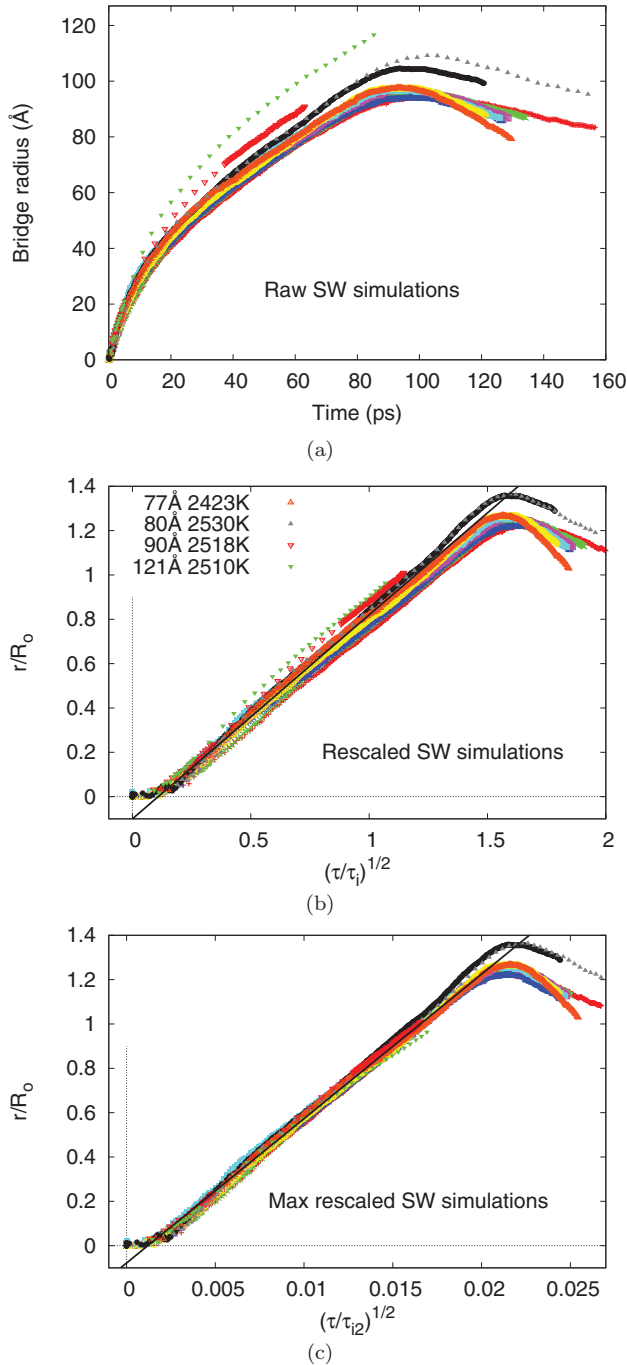 120
100
80
60
40
20
0
Bridge radius (Å)
Raw SW simulations
0 20 40 60 80 100 120 140 160
Time (ps)
(a)
1.4
1.2
1
0.8
0.6
0.4
0.2
0
r/Rₒ
77Å 2423K
80Å 2530K
90Å 2518K
121Å 2510K
Rescaled SW simulations
0 0.5 1 1.5 2
(τ/τᵢ)^1/2
(b)
1.4
1.2
1
0.8
0.6
0.4
0.2
0
r/Rₒ
Max rescaled SW simulations
0 0.005 0.01 0.015 0.02 0.025
(τ/τᵢ₂)^1/2
(c)